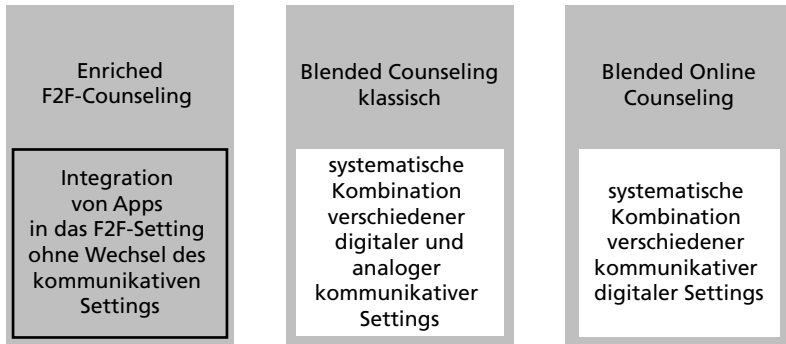 Enriched
F2F-Counseling
Integration
von Apps
in das F2F-Setting
ohne Wechsel des
kommunikativen
Settings
Blended Counseling
klassisch
systematische
Kombination
verschiedener
digitaler und
analoger
kommunikativer
Settings
Blended Online
Counseling
systematische
Kombination
verschiedener
kommunikativer
digitaler Settings